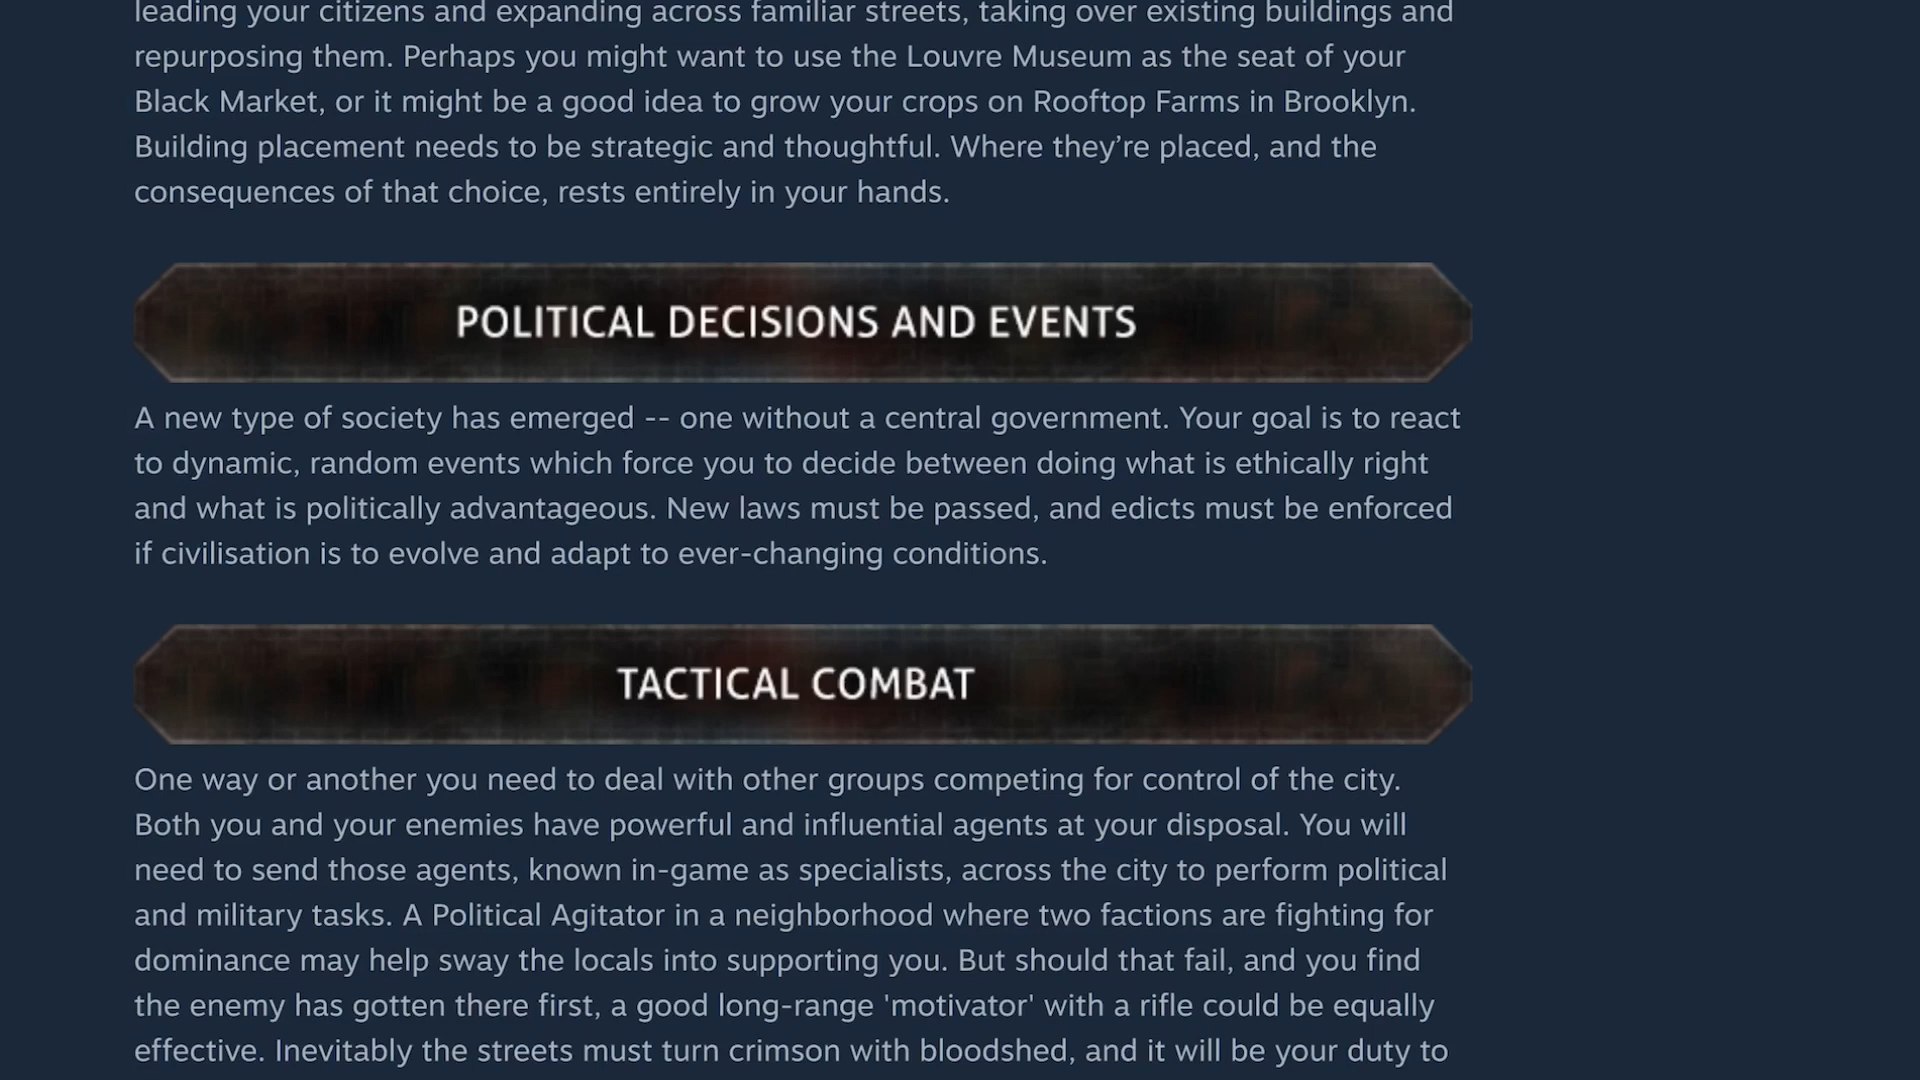 leading your citizens and expanding across familiar streets, taking over existing buildings and
repurposing them. Perhaps you might want to use the Louvre Museum as the seat of your
Black Market, or it might be a good idea to grow your crops on Rooftop Farms in Brooklyn.
Building placement needs to be strategic and thoughtful. Where they’re placed, and the
consequences of that choice, rests entirely in your hands.
POLITICAL DECISIONS AND EVENTS
A new type of society has emerged -- one without a central government. Your goal is to react
to dynamic, random events which force you to decide between doing what is ethically right
and what is politically advantageous. New laws must be passed, and edicts must be enforced
if civilisation is to evolve and adapt to ever-changing conditions.
TACTICAL COMBAT
One way or another you need to deal with other groups competing for control of the city.
Both you and your enemies have powerful and influential agents at your disposal. You will
need to send those agents, known in-game as specialists, across the city to perform political
and military tasks. A Political Agitator in a neighborhood where two factions are fighting for
dominance may help sway the locals into supporting you. But should that fail, and you find
the enemy has gotten there first, a good long-range 'motivator' with a rifle could be equally
effective. Inevitably the streets must turn crimson with bloodshed, and it will be your duty to